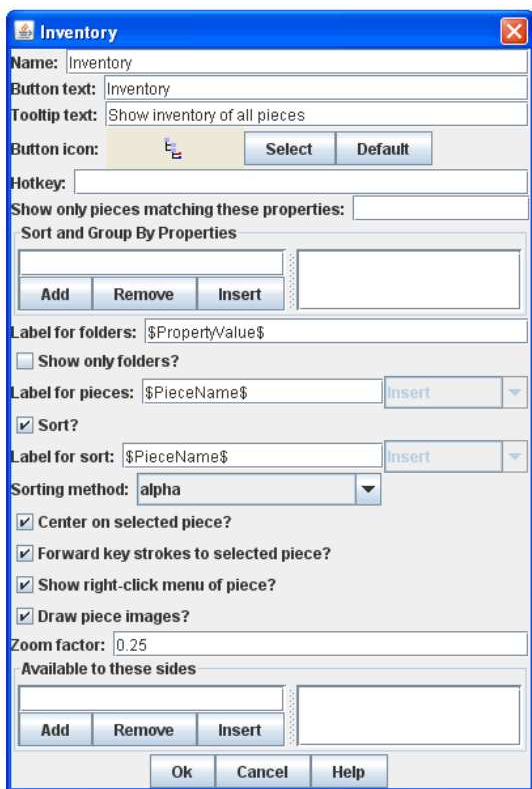 Inventory
Name: Inventory
Button text: Inventory
Tooltip text: Show inventory of all pieces
Button icon: Select Default
Hotkey:
Show only pieces matching these properties:
Sort and Group By Properties
Add Remove Insert
Label for folders: $PropertyValue$
Show only folders?
Label for pieces: $PieceName$ Insert
Sort?
Label for sort: $PieceName$ Insert
Sorting method: alpha
Center on selected piece?
Forward key strokes to selected piece?
Show right-click menu of piece?
Draw piece images?
Zoom factor: 0.25
Available to these sides
Add Remove Insert
Ok Cancel Help